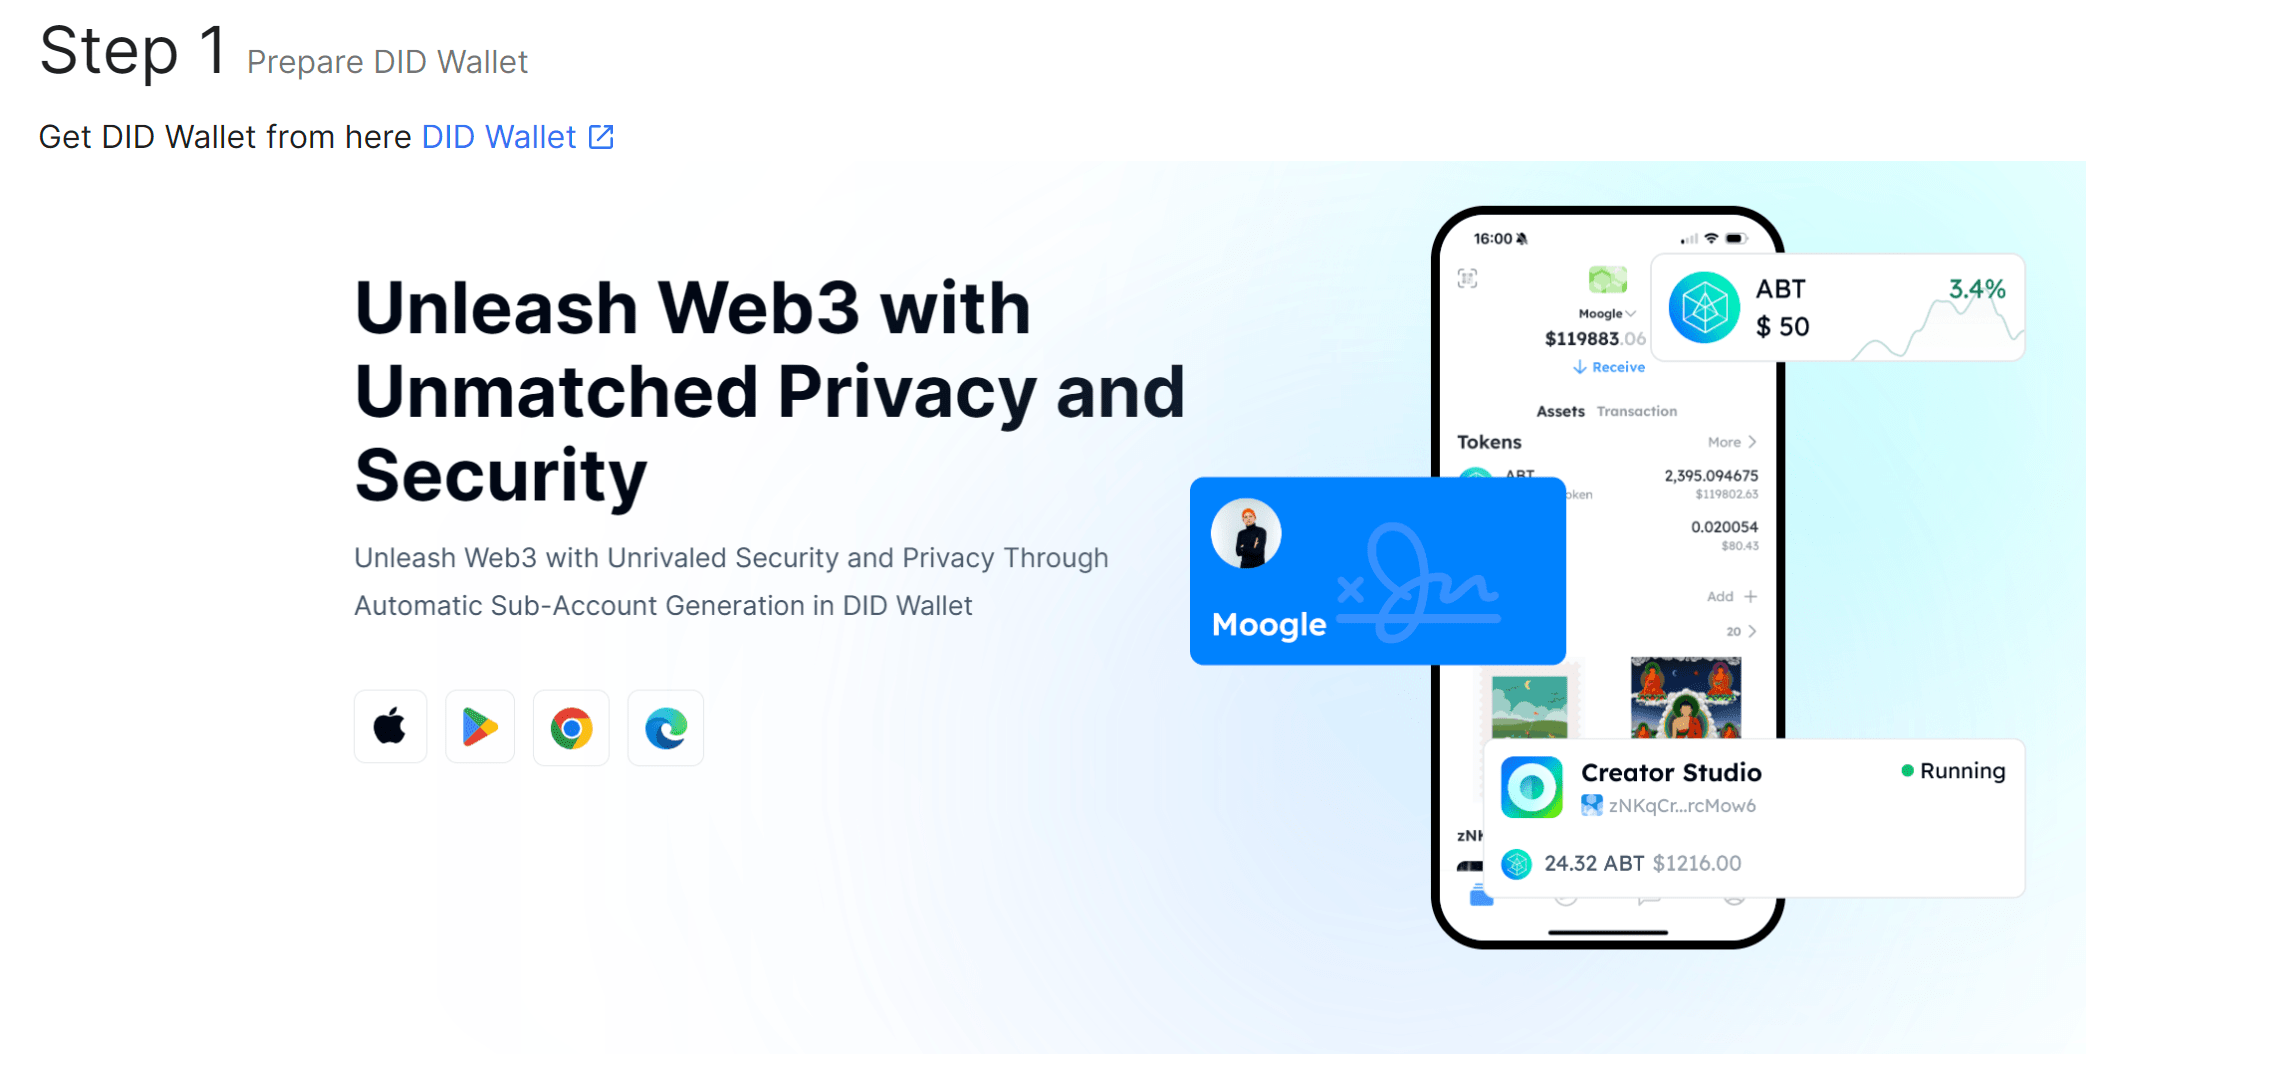 Step 1 Prepare DID Wallet
Get DID Wallet from here DID Wallet
Unleash Web3 with
Unmatched Privacy and
Security
Unleash Web3 with Unrivaled Security and Privacy Through
Automatic Sub-Account Generation in DID Wallet
16:00
Moogle
$119883.06
Receive
ABT
3.4%
$ 50
Assets Transaction
Tokens
More
ABT
2,395.094675
oken
$119802.63
0.020054
$80.43
Add
20
Moogle
Creator Studio
Running
zNKqCr...rcMow6
zNK
24.32 ABT $1216.00